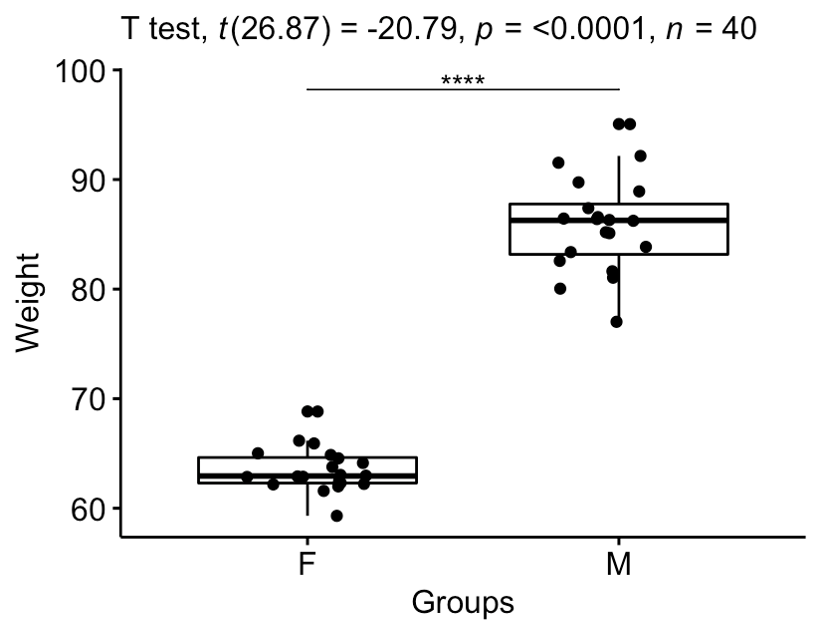 T test, t(26.87) = -20.79, p = <0.0001, n = 40
100
****
90
80
70
60
Weight
F M
Groups